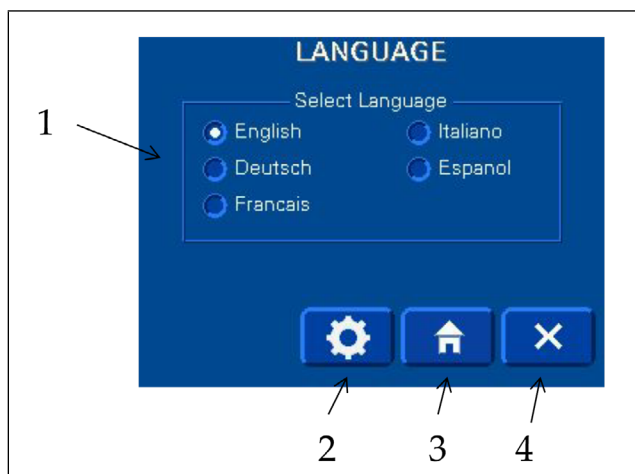 LANGUAGE
Select Language
1
English
Italiano
Deutsch
Espanol
Francais
2
3
4